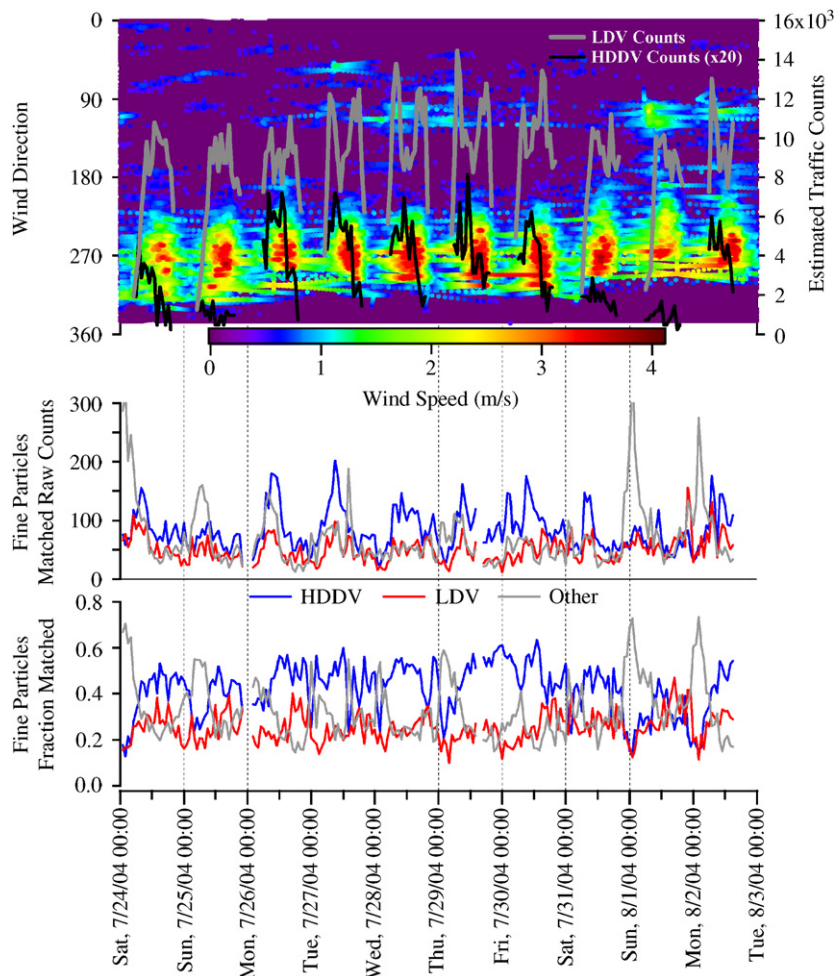 0
90
180
270
360
Wind Direction
LDV Counts
HDDV Counts (x20)
16x10³
14
12
10
8
6
4
2
0
Estimated Traffic Counts
0
1
2
3
4
Wind Speed (m/s)
300
200
100
0
Fine Particles
Matched Raw Counts
HDDV
LDV
Other
0.8
0.6
0.4
0.2
0.0
Fine Particles
Fraction Matched
Sat, 7/24/04 00:00
Sun, 7/25/04 00:00
Mon, 7/26/04 00:00
Tue, 7/27/04 00:00
Wed, 7/28/04 00:00
Thu, 7/29/04 00:00
Fri, 7/30/04 00:00
Sat, 7/31/04 00:00
Sun, 8/1/04 00:00
Mon, 8/2/04 00:00
Tue, 8/3/04 00:00